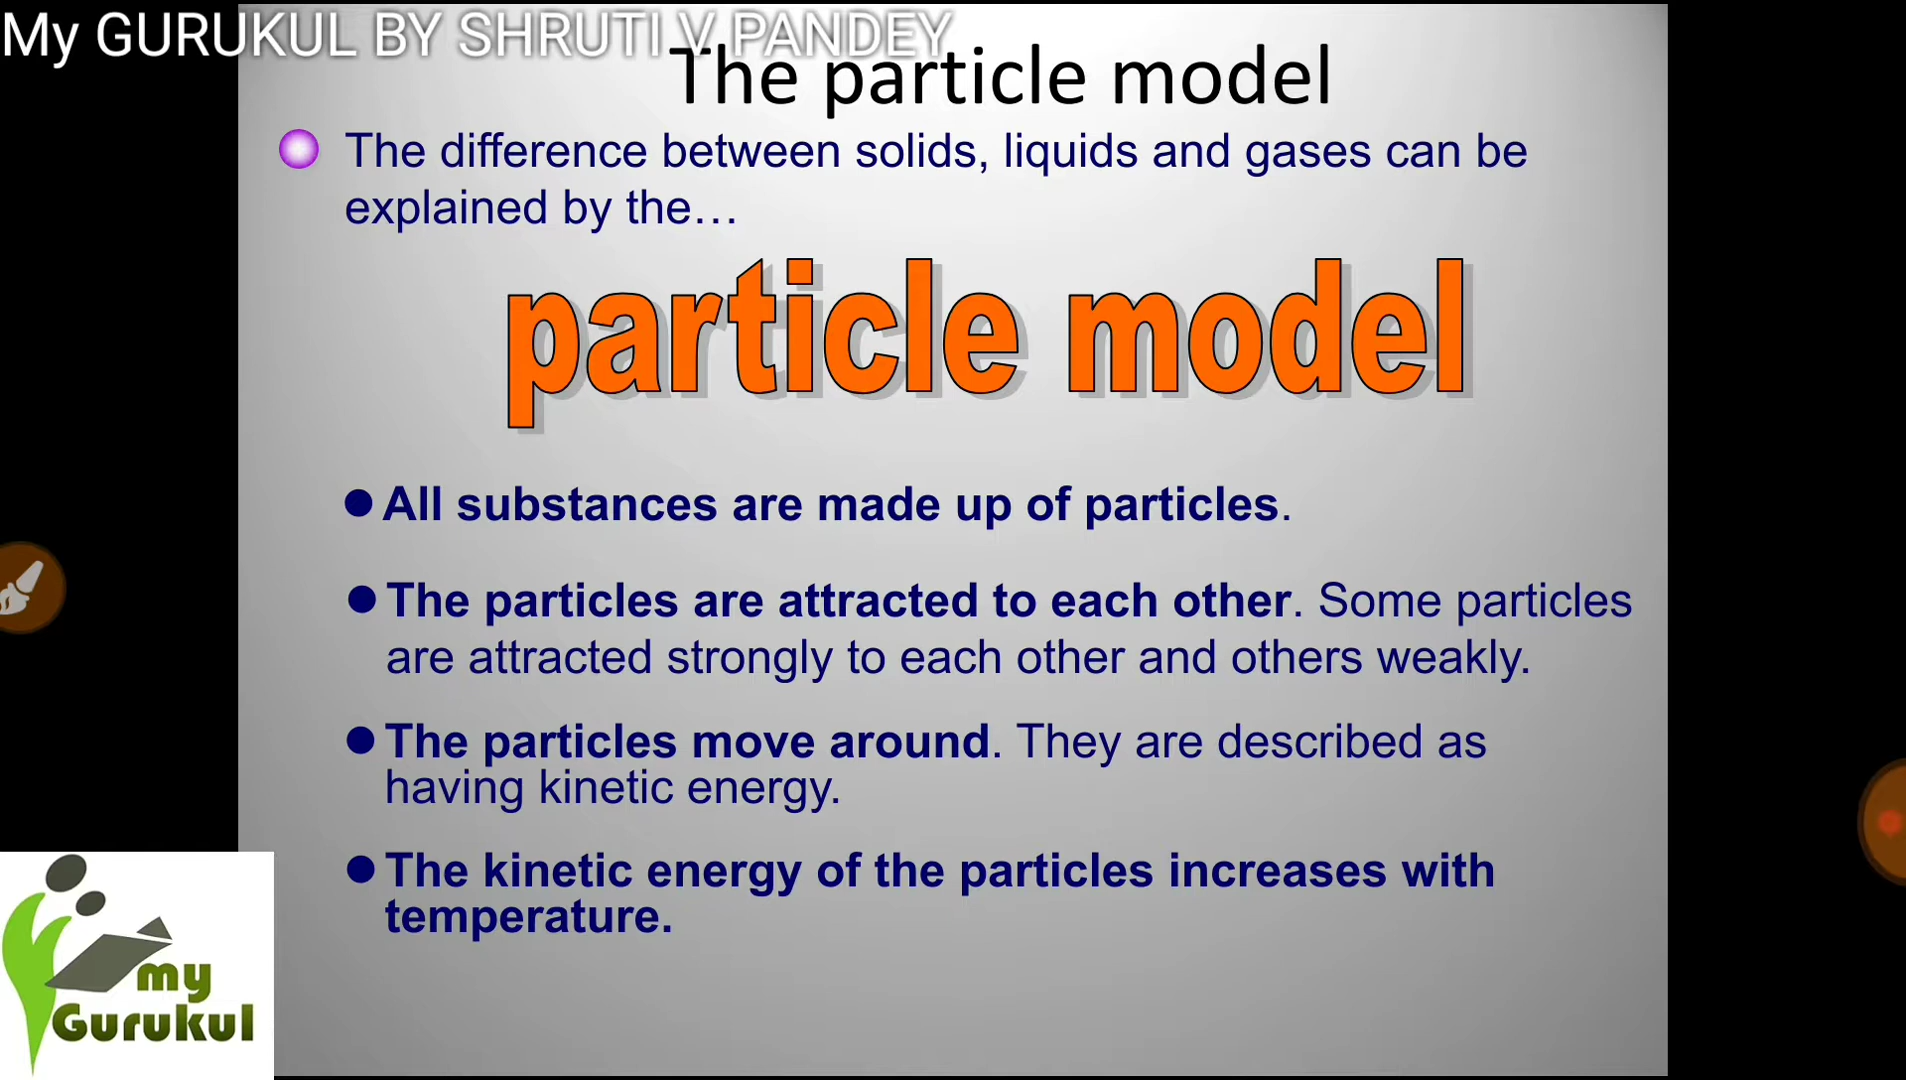 My GURUKUL BY SHRUTI V PANDEY
The particle model
The difference between solids, liquids and gases can be
explained by the…
particle model
All substances are made up of particles.
The particles are attracted to each other. Some particles
are attracted strongly to each other and others weakly.
The particles move around. They are described as
having kinetic energy.
The kinetic energy of the particles increases with
temperature.
my
Gurukul